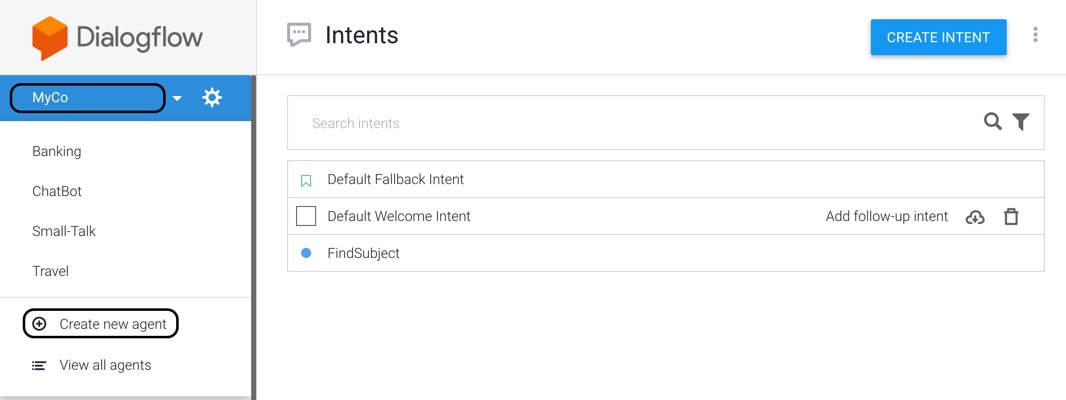 Dialogflow
MyCo
Banking
ChatBot
Small-Talk
Travel
Create new agent
View all agents
Intents
CREATE INTENT
Search intents
Default Fallback Intent
Default Welcome Intent Add follow-up intent
FindSubject